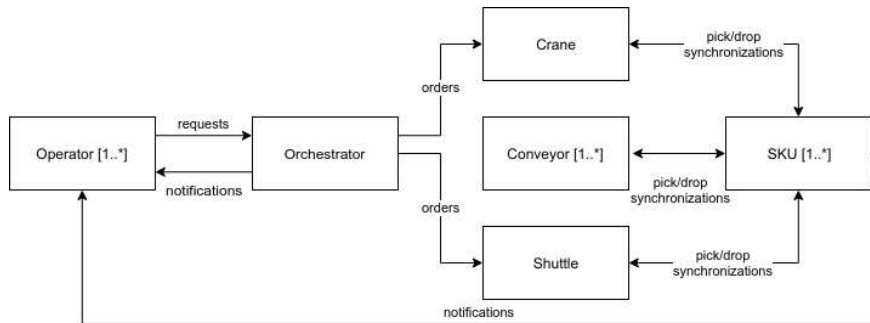 Crane
pick/drop
synchronizations
orders
requests
Operator [1..*]
Orchestrator
Conveyor [1..*]
SKU [1..*]
notifications
pick/drop
synchronizations
orders
Shuttle
pick/drop
synchronizations
notifications